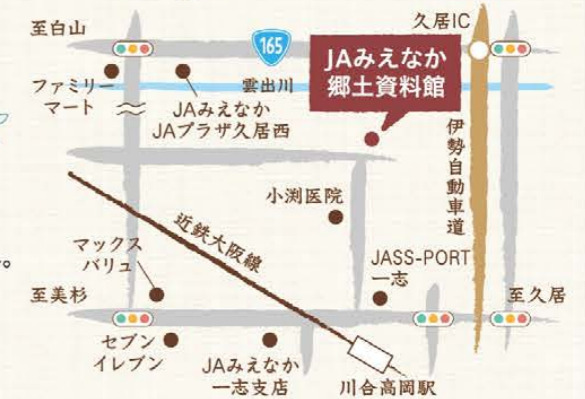 至白山
久居IC
165
JAみえなか
郷土資料館
ファミリー
マート
JAみえなか
JAプラザ久居西
雲出川
伊勢自動車道
小渕医院
近鉄大阪線
マックス
バリュ
JASS-PORT
一志
至美杉
至久居
セブン
イレブン
JAみえなか
一志支店
川合高岡駅
。